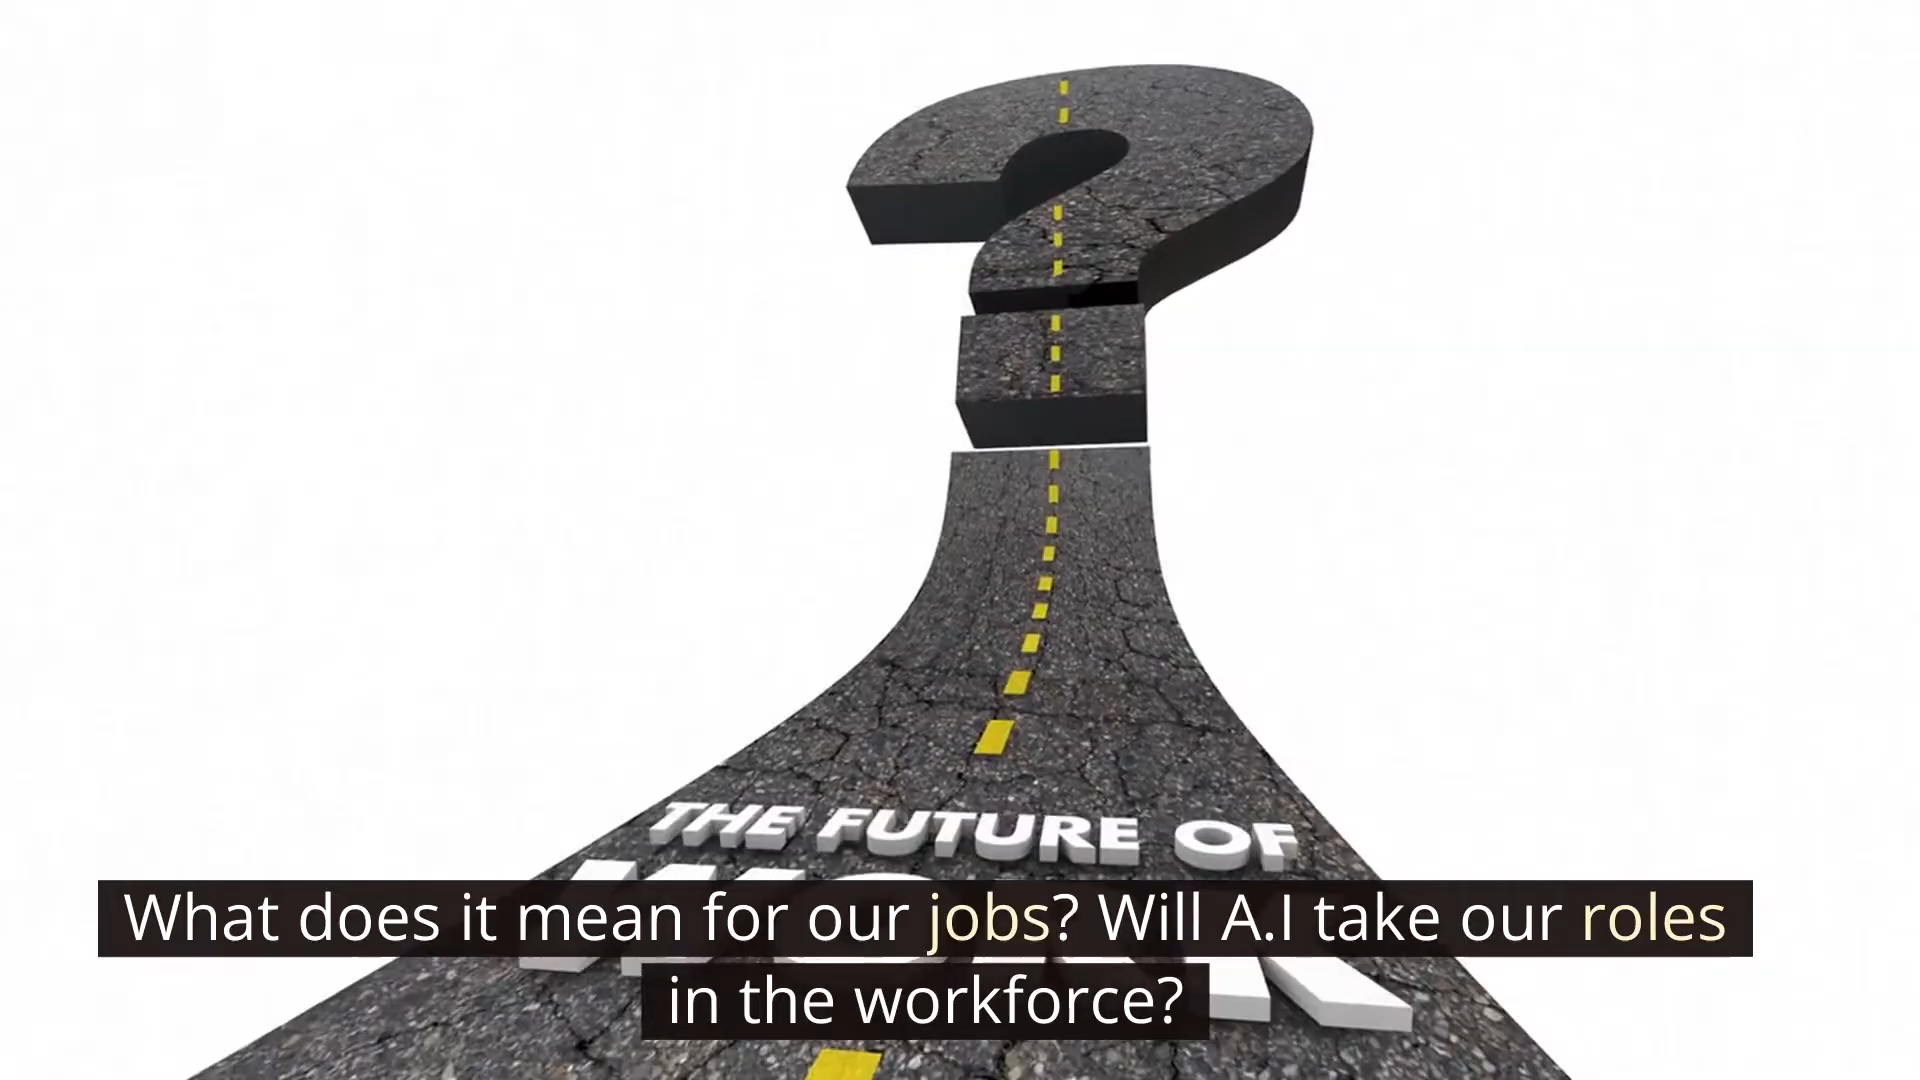 THE FUTURE OF
What does it mean for our jobs? Will A.I take our roles
in the workforce?